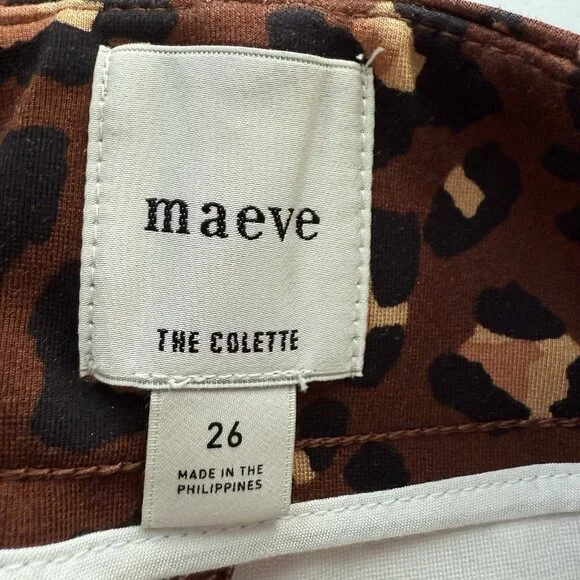 maeve
THE COLETTE
26
MADE IN THE
PHILIPPINES